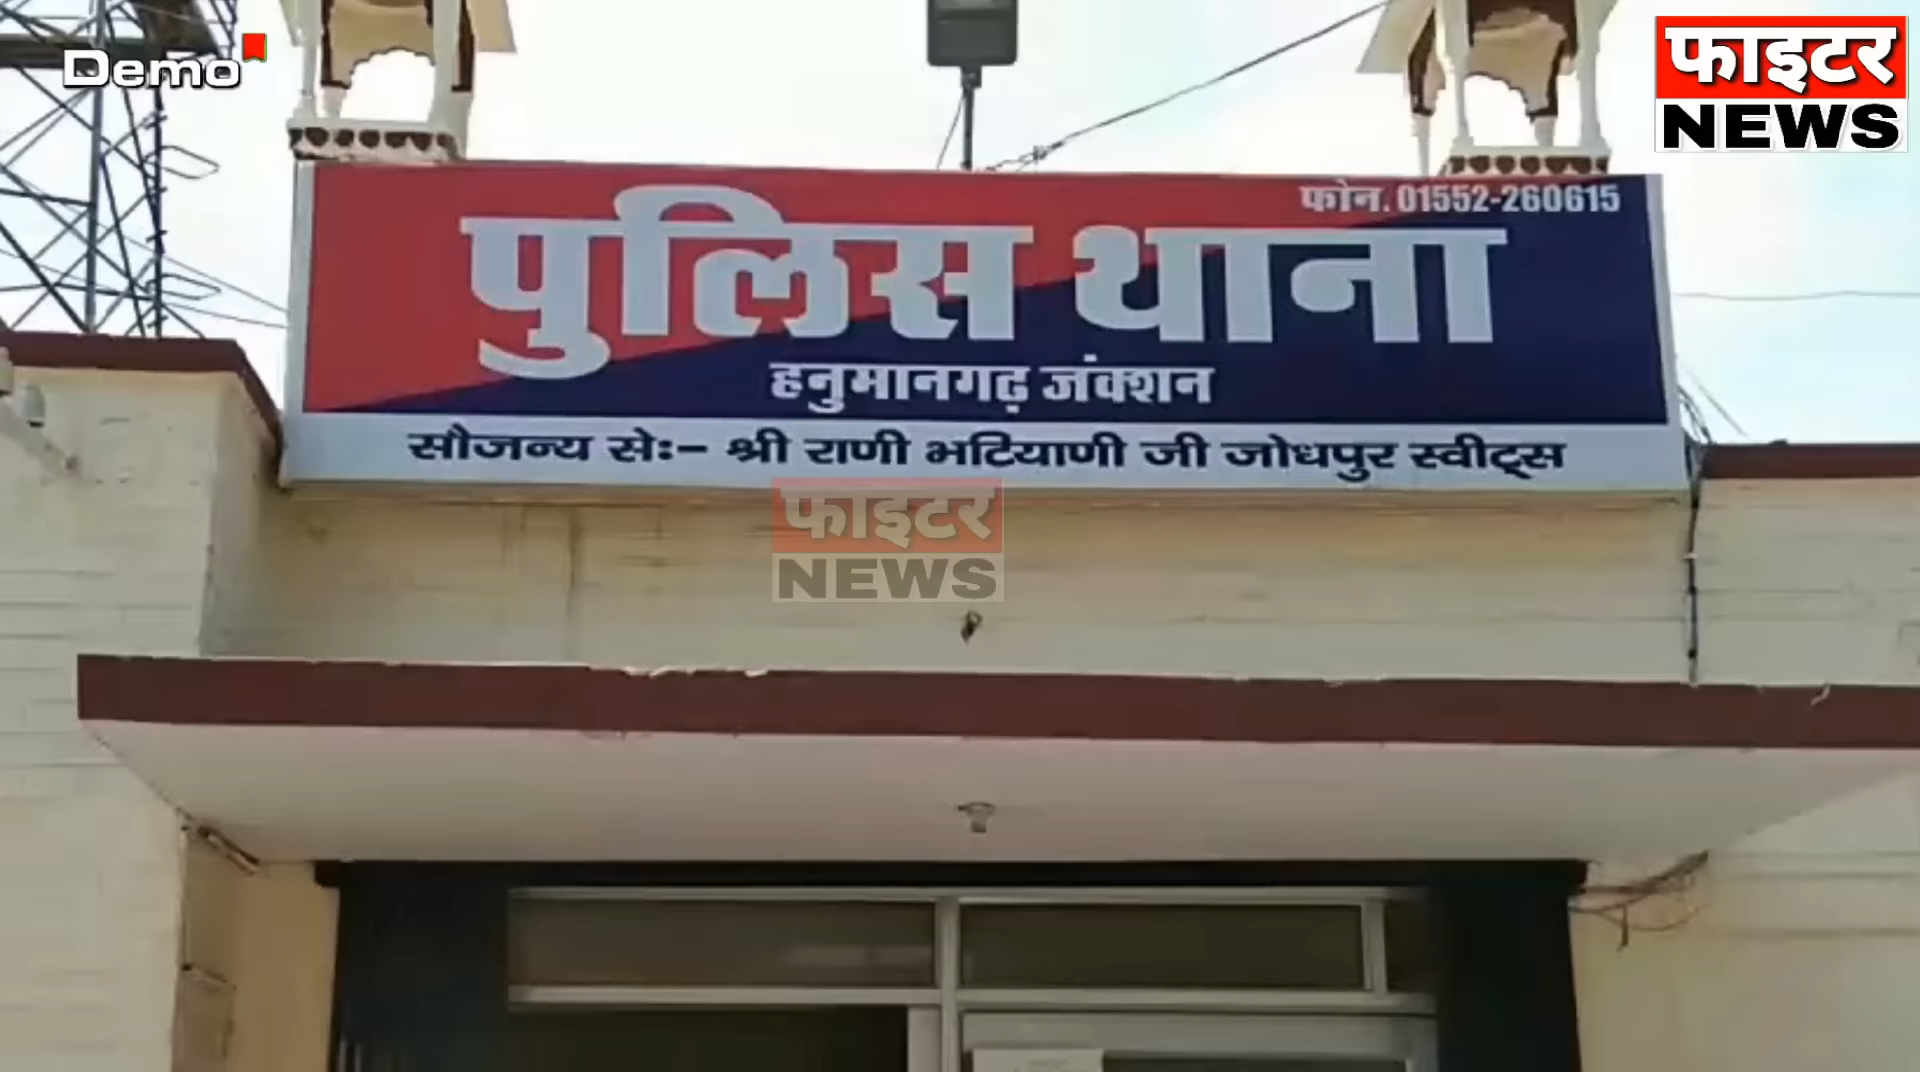 Demo
फाइटर
NEWS
फोन. 01552-260615
पुलिस थाना
हनुमानगढ़ जंक्शन
सौजन्य से:- श्री राणी भटियाणी जी जोधपुर स्वीट्स
फाइटर
NEWS